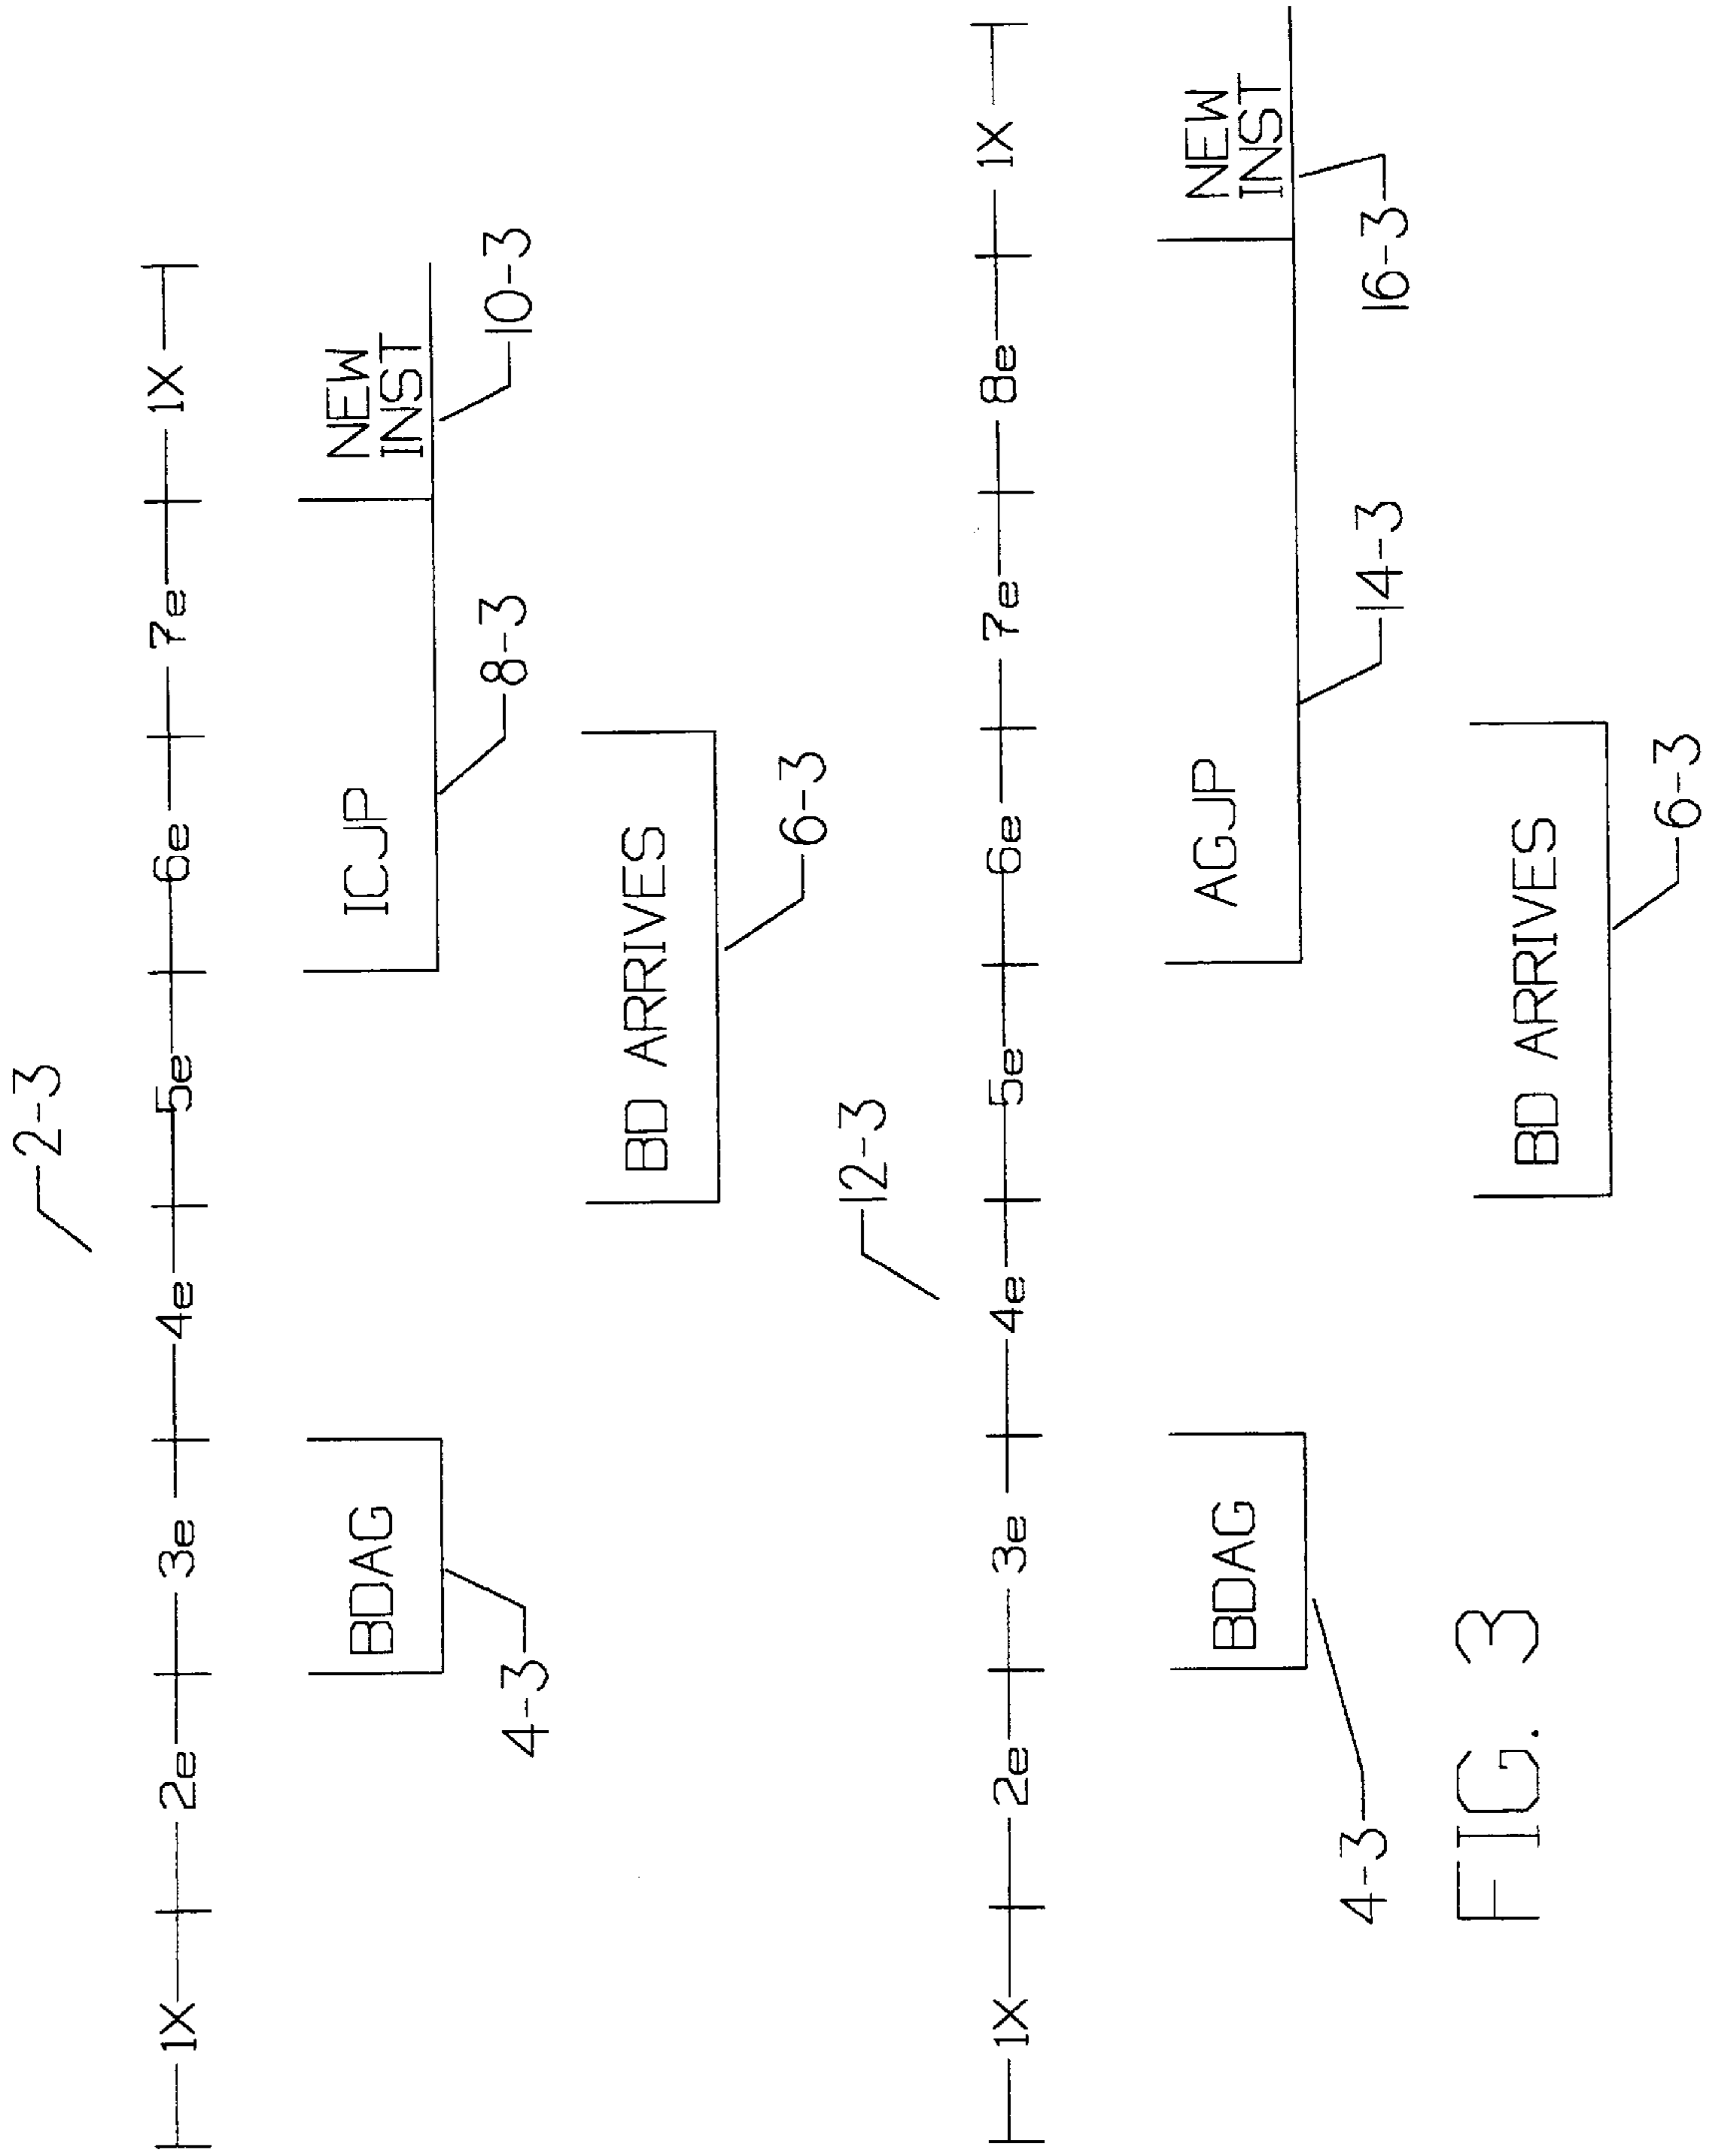 2-3
1X 2e 3e 4e 5e 6e 7e 1X
BDAG
ICJP
NEW
INST
4-3
8-3
10-3
BD ARRIVES
6-3
12-3
1X 2e 3e 4e 5e 6e 7e 8e 1X
BDAG
AGJP
NEW
INST
4-3
14-3
16-3
BD ARRIVES
6-3
FIG. 3